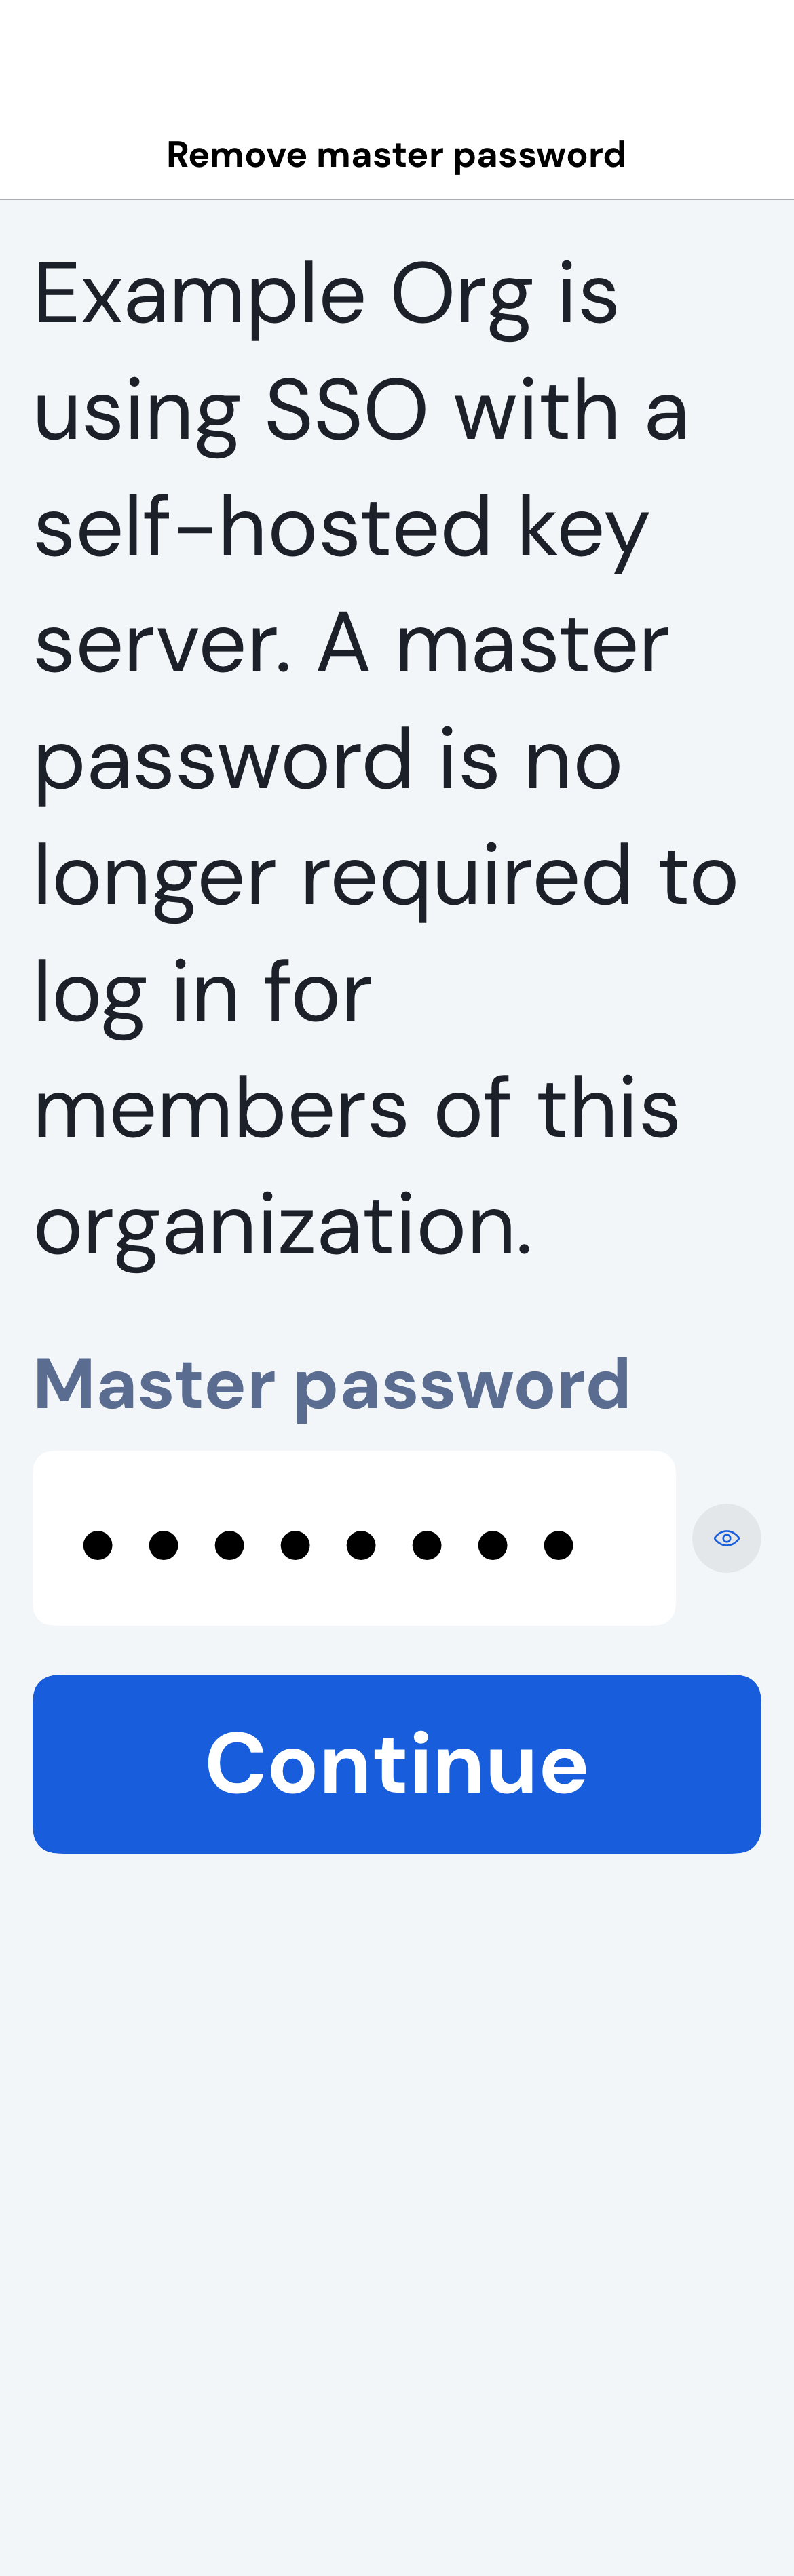 Remove master password
Example Org is
using SSO with a
self-hosted key
server. A master
password is no
longer required to
log in for
members of this
organization.
Master password
Continue